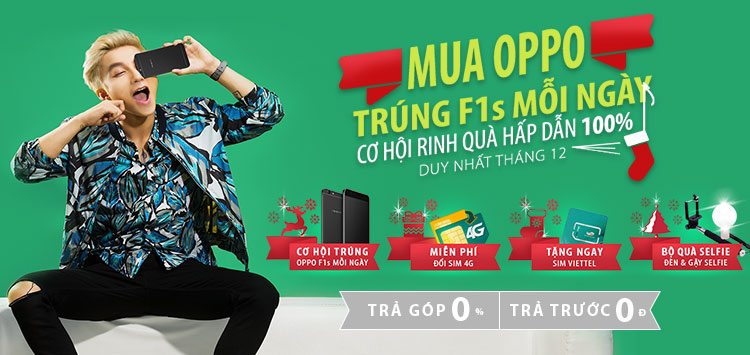 MUA OPPO
TRÚNG F1s MỖI NGÀY
CƠ HỘI RINH QUÀ HẤP DẪN 100%
DUY NHẤT THÁNG 12
CƠ HỘI TRÚNG
OPPO F1s MỖI NGÀY
4G
MIỄN PHÍ
ĐỔI SIM 4G
TẶNG NGAY
SIM VIETTEL
BỘ QUÀ SELFIE
ĐÈN & GẬY SELFIE
TRẢ GÓP 0 %
TRẢ TRƯỚC 0 Đ